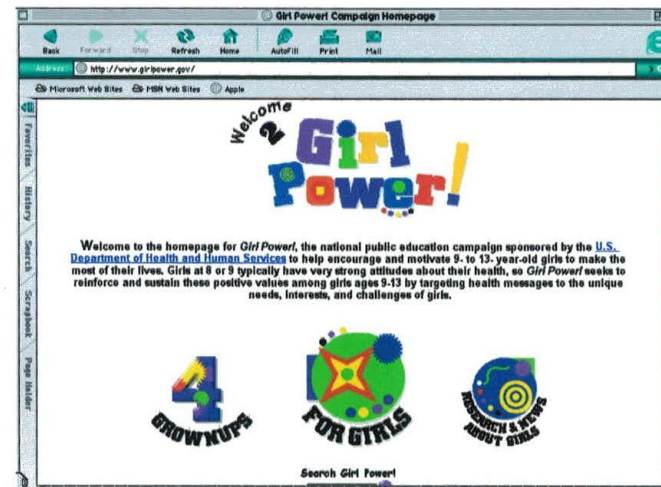 Girl Power! Campaign Homepage
Back Forward Stop Refresh Home AutoFill Print Mail
Address: http://www.girlpower.gov/
Microsoft Web Sites MSN Web Sites Apple
Favorites
History
Search
Scrapbook
Page Holder
Welcome
2 Girl
Power!
Welcome to the homepage for Girl Power!, the national public education campaign sponsored by the U.S.
Department of Health and Human Services to help encourage and motivate 9- to 13- year-old girls to make the
most of their lives. Girls at 8 or 9 typically have very strong attitudes about their health, so Girl Power! seeks to
reinforce and sustain these positive values among girls ages 9-13 by targeting health messages to the unique
needs, interests, and challenges of girls.
4
GROWNUPS
FOR GIRLS
RESEARCH & NEWS
ABOUT GIRLS
Search Girl Power!